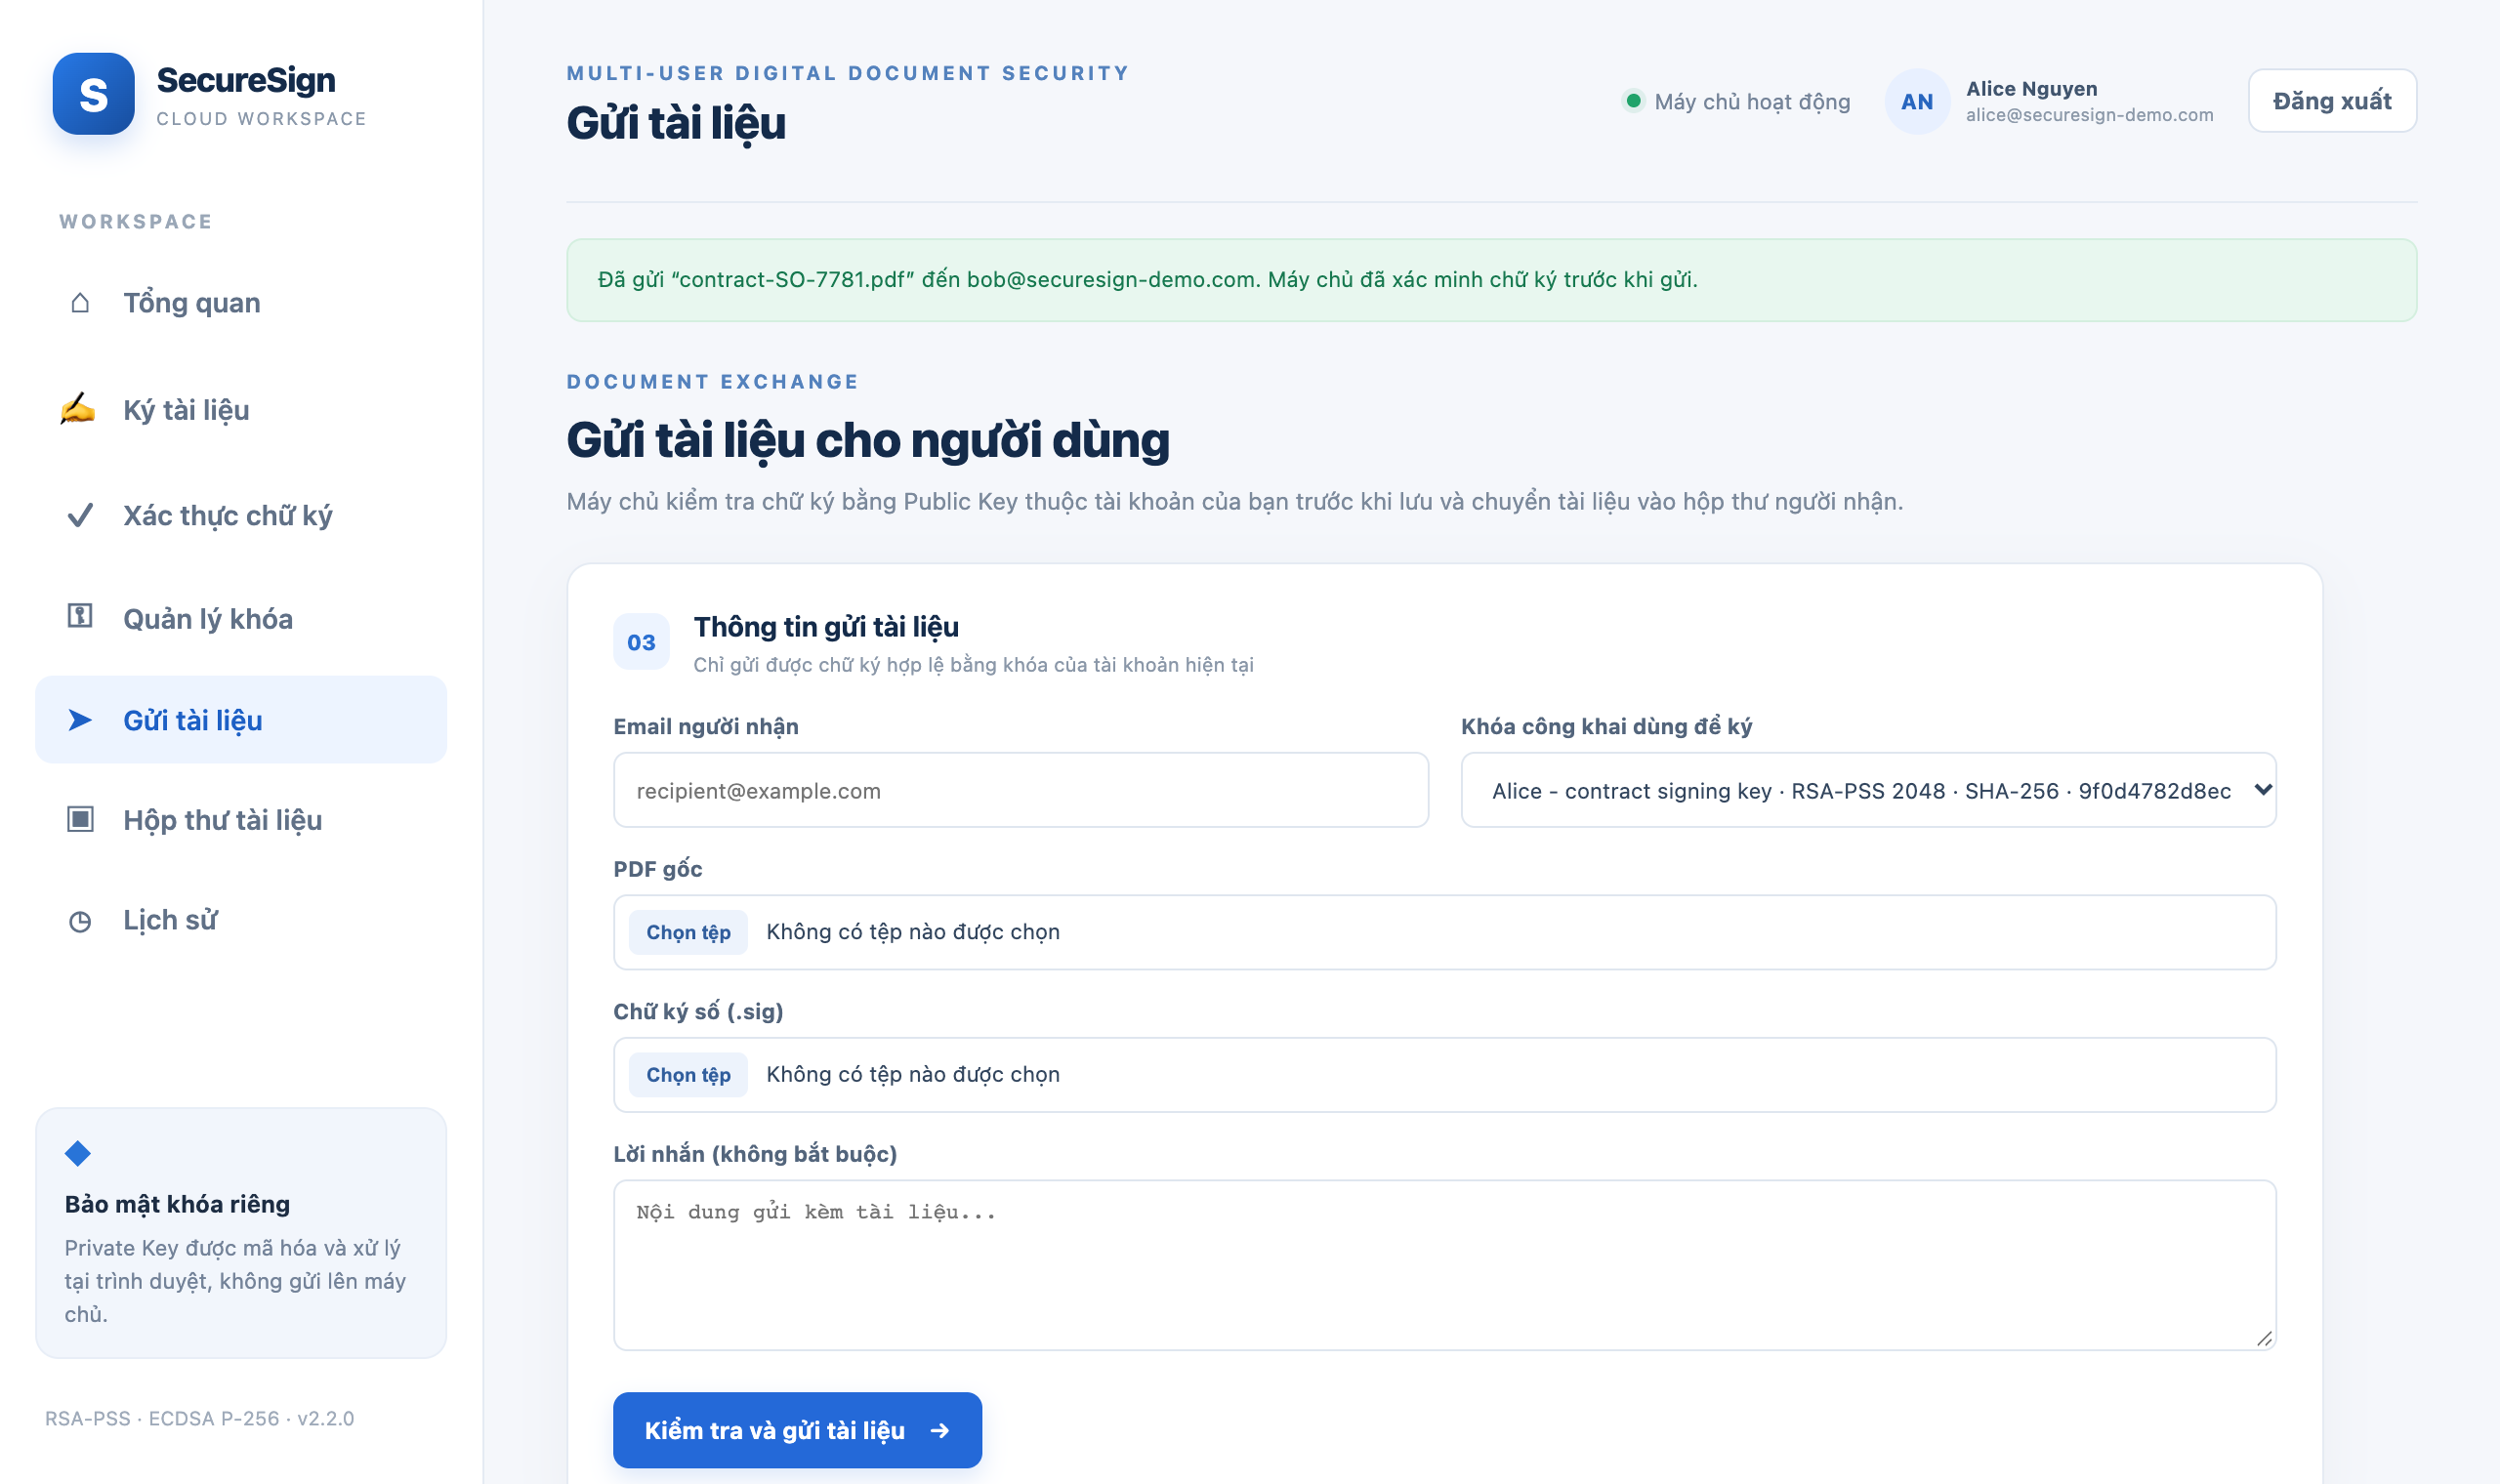 S
SecureSign
CLOUD WORKSPACE
WORKSPACE
Tổng quan
Ký tài liệu
Xác thực chữ ký
Quản lý khóa
Gửi tài liệu
Hộp thư tài liệu
Lịch sử
Bảo mật khóa riêng
Private Key được mã hóa và xử lý
tại trình duyệt, không gửi lên máy
chủ.
RSA-PSS · ECDSA P-256 · v2.2.0
MULTI-USER DIGITAL DOCUMENT SECURITY
Gửi tài liệu
Máy chủ hoạt động
AN
Alice Nguyen
alice@securesign-demo.com
Đăng xuất
Đã gửi “contract-SO-7781.pdf” đến bob@securesign-demo.com. Máy chủ đã xác minh chữ ký trước khi gửi.
DOCUMENT EXCHANGE
Gửi tài liệu cho người dùng
Máy chủ kiểm tra chữ ký bằng Public Key thuộc tài khoản của bạn trước khi lưu và chuyển tài liệu vào hộp thư người nhận.
03
Thông tin gửi tài liệu
Chỉ gửi được chữ ký hợp lệ bằng khóa của tài khoản hiện tại
Email người nhận
recipient@example.com
Khóa công khai dùng để ký
Alice - contract signing key · RSA-PSS 2048 · SHA-256 · 9f0d4782d8ec
PDF gốc
Chọn tệp Không có tệp nào được chọn
Chữ ký số (.sig)
Chọn tệp Không có tệp nào được chọn
Lời nhắn (không bắt buộc)
Nội dung gửi kèm tài liệu...
Kiểm tra và gửi tài liệu →